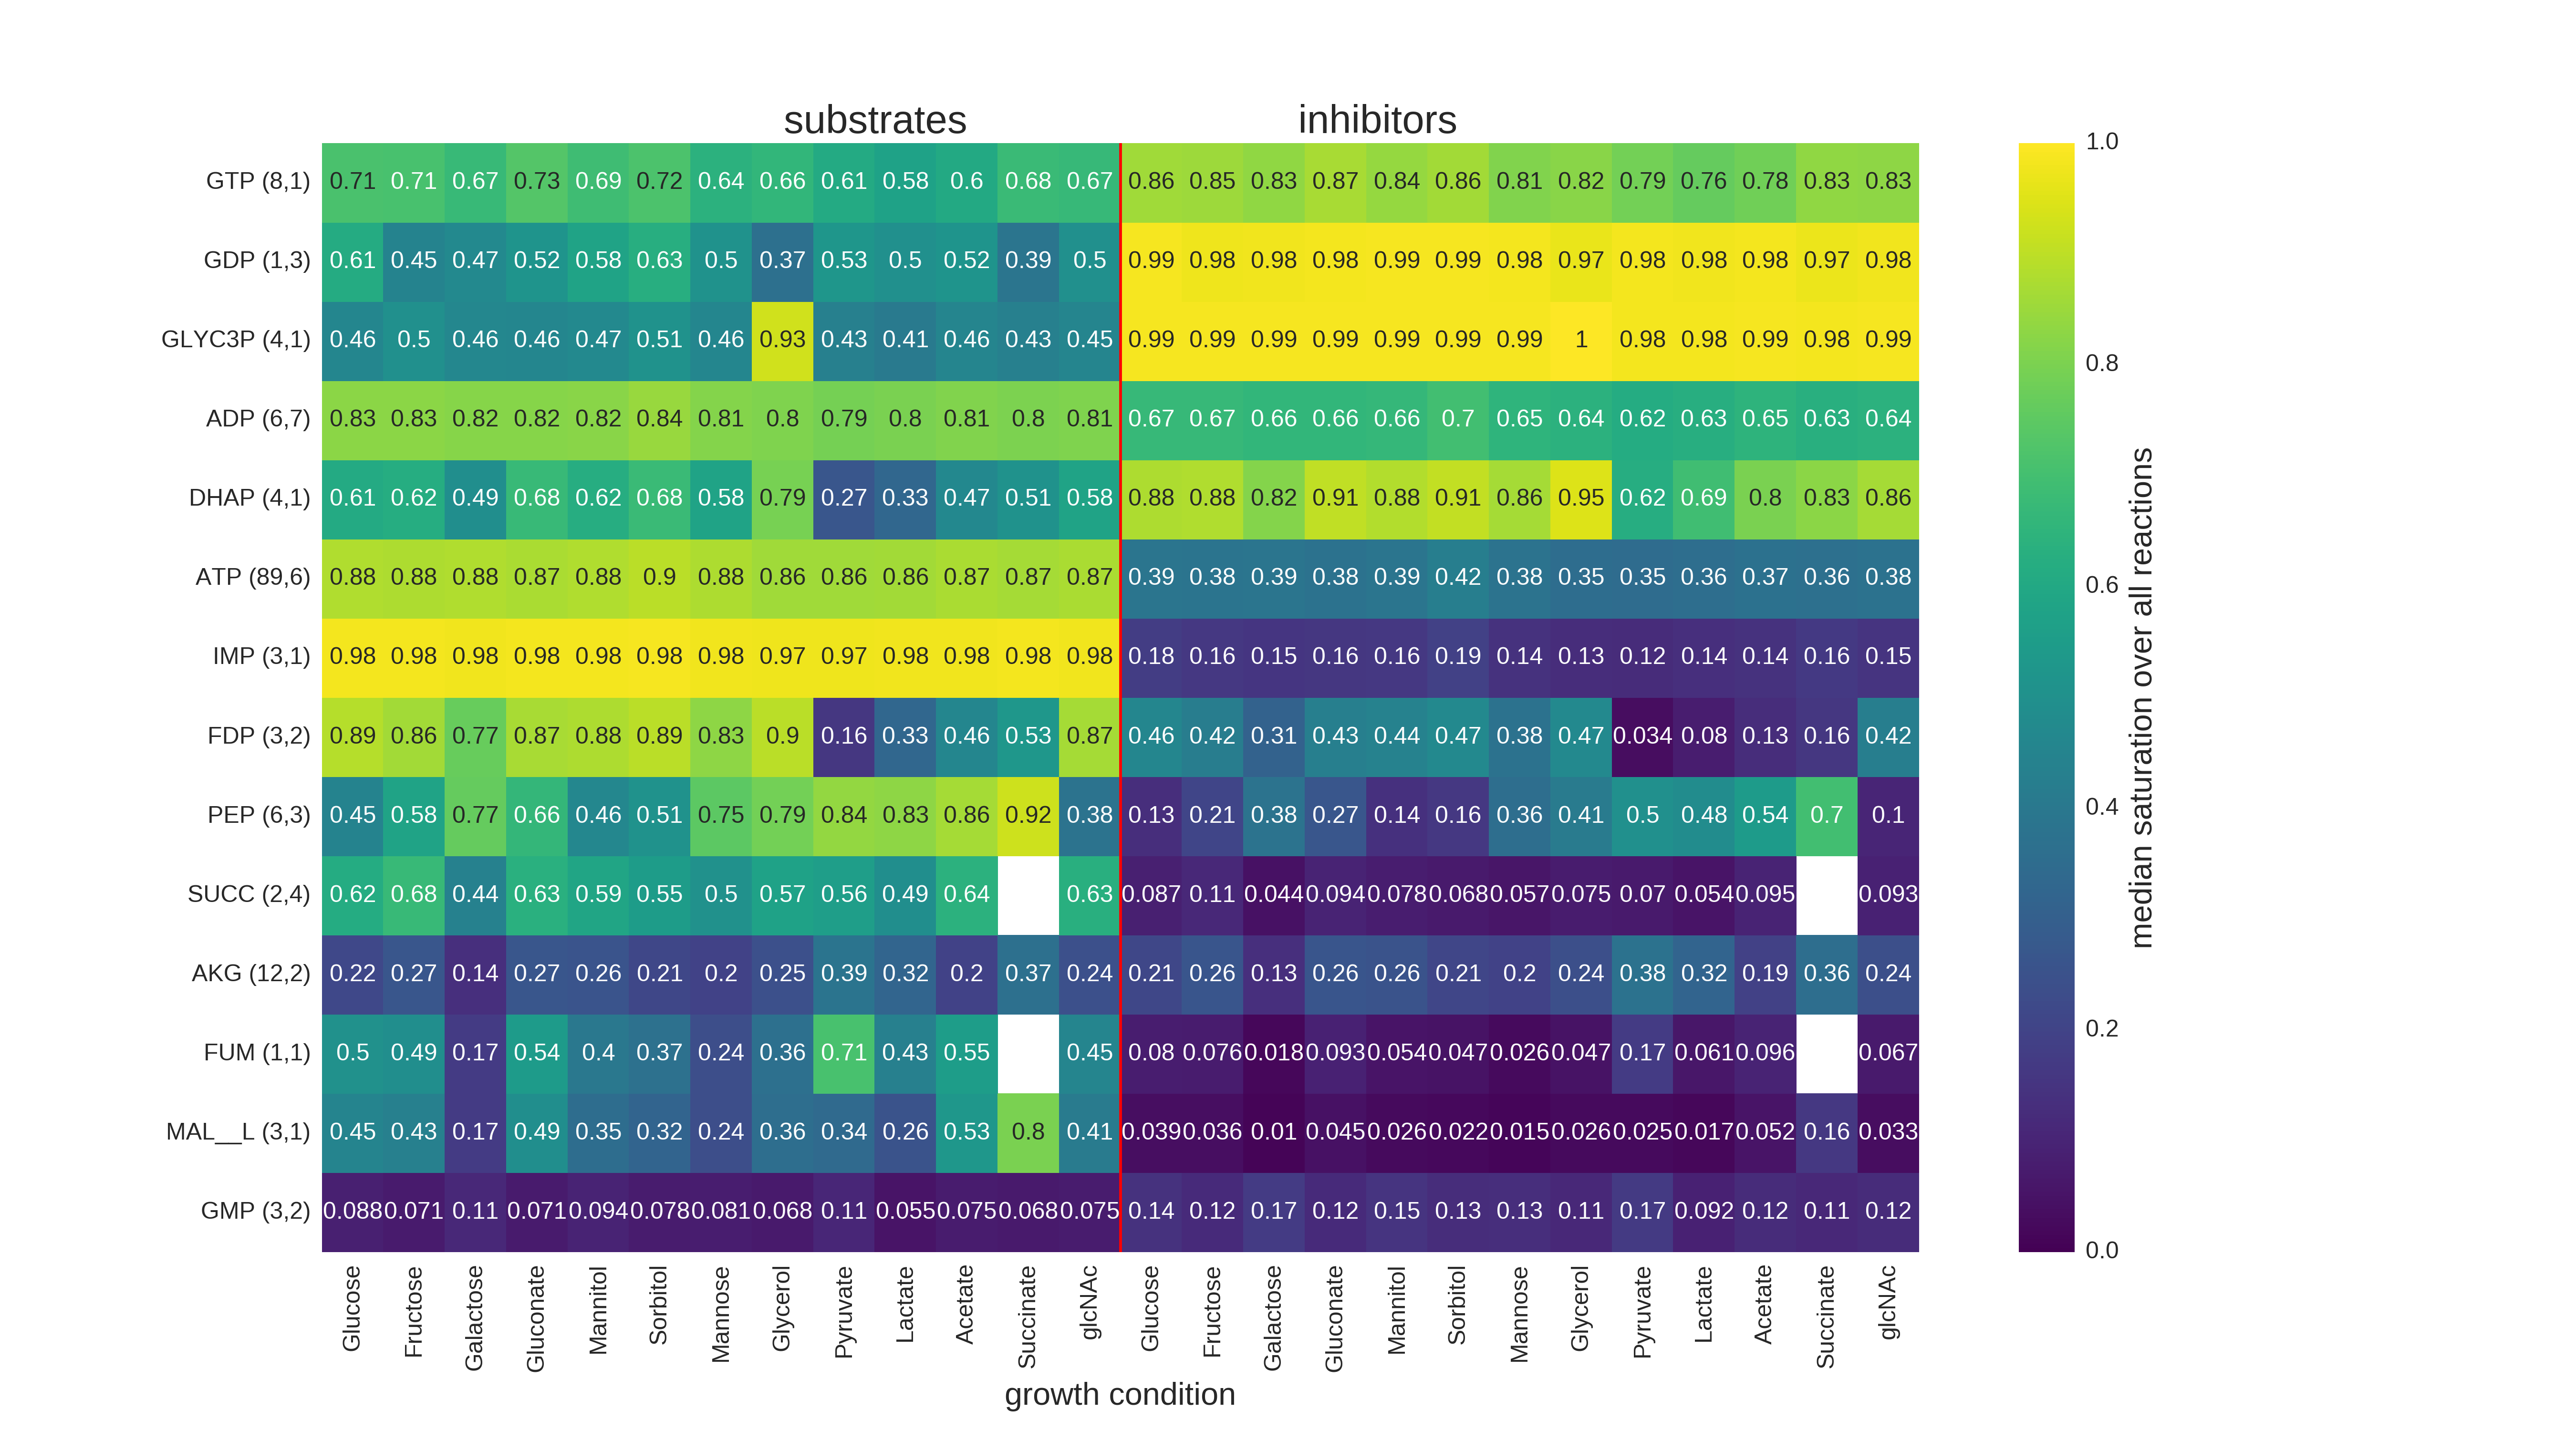 substrates inhibitors
1.0
GTP (8,1) 0.71 0.71 0.67 0.73 0.69 0.72 0.64 0.66 0.61 0.58 0.6 0.68 0.67 0.86 0.85 0.83 0.87 0.84 0.86 0.81 0.82 0.79 0.76 0.78 0.83 0.83
GDP (1,3) 0.61 0.45 0.47 0.52 0.58 0.63 0.5 0.37 0.53 0.5 0.52 0.39 0.5 0.99 0.98 0.98 0.98 0.99 0.99 0.98 0.97 0.98 0.98 0.98 0.97 0.98
GLYC3P (4,1) 0.46 0.5 0.46 0.46 0.47 0.51 0.46 0.93 0.43 0.41 0.46 0.43 0.45 0.99 0.99 0.99 0.99 0.99 0.99 0.99 1 0.98 0.98 0.99 0.98 0.99
0.8
ADP (6,7) 0.83 0.83 0.82 0.82 0.82 0.84 0.81 0.8 0.79 0.8 0.81 0.8 0.81 0.67 0.67 0.66 0.66 0.66 0.7 0.65 0.64 0.62 0.63 0.65 0.63 0.64
DHAP (4,1) 0.61 0.62 0.49 0.68 0.62 0.68 0.58 0.79 0.27 0.33 0.47 0.51 0.58 0.88 0.88 0.82 0.91 0.88 0.91 0.86 0.95 0.62 0.69 0.8 0.83 0.86
ATP (89,6) 0.88 0.88 0.88 0.87 0.88 0.9 0.88 0.86 0.86 0.86 0.87 0.87 0.87 0.39 0.38 0.39 0.38 0.39 0.42 0.38 0.35 0.35 0.36 0.37 0.36 0.38
0.6
IMP (3,1) 0.98 0.98 0.98 0.98 0.98 0.98 0.98 0.97 0.97 0.98 0.98 0.98 0.98 0.18 0.16 0.15 0.16 0.16 0.19 0.14 0.13 0.12 0.14 0.14 0.16 0.15
median saturation over all reactions
FDP (3,2) 0.89 0.86 0.77 0.87 0.88 0.89 0.83 0.9 0.16 0.33 0.46 0.53 0.87 0.46 0.42 0.31 0.43 0.44 0.47 0.38 0.47 0.034 0.08 0.13 0.16 0.42
0.4
PEP (6,3) 0.45 0.58 0.77 0.66 0.46 0.51 0.75 0.79 0.84 0.83 0.86 0.92 0.38 0.13 0.21 0.38 0.27 0.14 0.16 0.36 0.41 0.5 0.48 0.54 0.7 0.1
SUCC (2,4) 0.62 0.68 0.44 0.63 0.59 0.55 0.5 0.57 0.56 0.49 0.64 0.63 0.087 0.11 0.044 0.094 0.078 0.068 0.057 0.075 0.07 0.054 0.095 0.093
AKG (12,2) 0.22 0.27 0.14 0.27 0.26 0.21 0.2 0.25 0.39 0.32 0.2 0.37 0.24 0.21 0.26 0.13 0.26 0.26 0.21 0.2 0.24 0.38 0.32 0.19 0.36 0.24
0.2
FUM (1,1) 0.5 0.49 0.17 0.54 0.4 0.37 0.24 0.36 0.71 0.43 0.55 0.45 0.08 0.076 0.018 0.093 0.054 0.047 0.026 0.047 0.17 0.061 0.096 0.067
MAL__L (3,1) 0.45 0.43 0.17 0.49 0.35 0.32 0.24 0.36 0.34 0.26 0.53 0.8 0.41 0.039 0.036 0.01 0.045 0.026 0.022 0.015 0.026 0.025 0.017 0.052 0.16 0.033
GMP (3,2) 0.088 0.071 0.11 0.071 0.094 0.078 0.081 0.068 0.11 0.055 0.075 0.068 0.075 0.14 0.12 0.17 0.12 0.15 0.13 0.13 0.11 0.17 0.092 0.12 0.11 0.12
0.0
Glucose Fructose Galactose Gluconate Mannitol Sorbitol Mannose Glycerol Pyruvate Lactate Acetate Succinate glcNAc Glucose Fructose Galactose Gluconate Mannitol Sorbitol Mannose Glycerol Pyruvate Lactate Acetate Succinate glcNAc
growth condition